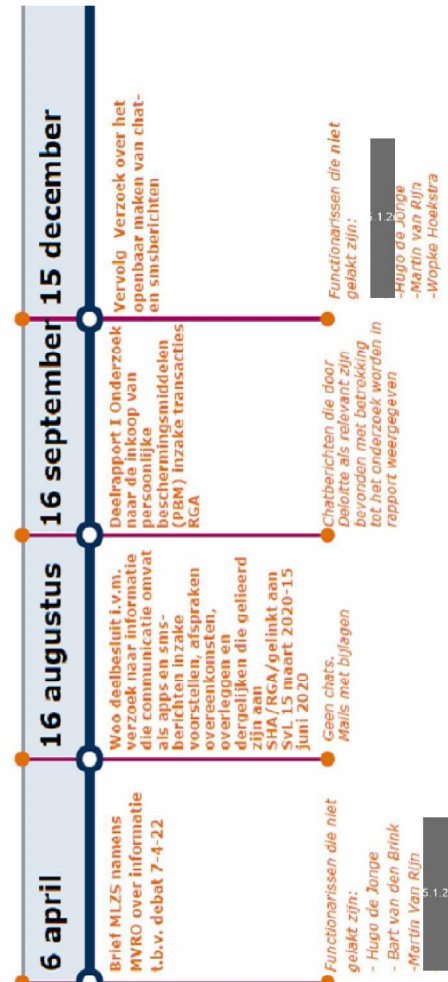 6 april
Brief MLZS namens
MVRO over informatie
t.b.v. debat 7-4-22
Functionarissen die niet
gelakt zijn:
- Hugo de Jonge
- Bart van den Brink
-Martin Van Rijn
5.1.2
16 augustus
Woo deelbesluit i.v.m.
verzoek naar informatie
die communicatie omvat
als apps en sms-
berichten inzake
voorstellen, afspraken
overeenkomsten,
overleggen en
dergelijken die gelieerd
zijn aan
SHA/RGA/gelinkt aan
SvL 15 maart 2020-15
juni 2020
Geen chats.
Mails met bijlagen
16 september
Deelrapport I Onderzoek
naar de inkoop van
persoonlijke
beschermingsmiddelen
(PBM) inzake transacties
RGA
Chatberichten die door
Deloitte als relevant zijn
bevonden met betrekking
tot het onderzoek worden in
rapport weergegeven
15 december
Vervolg Verzoek over het
openbaar maken van chat-
en smsberichten
Functionarissen die niet
gelakt zijn:
5.1.2e
-Hugo de Jonge
-Martin van Rijn
-Wopke Hoekstra